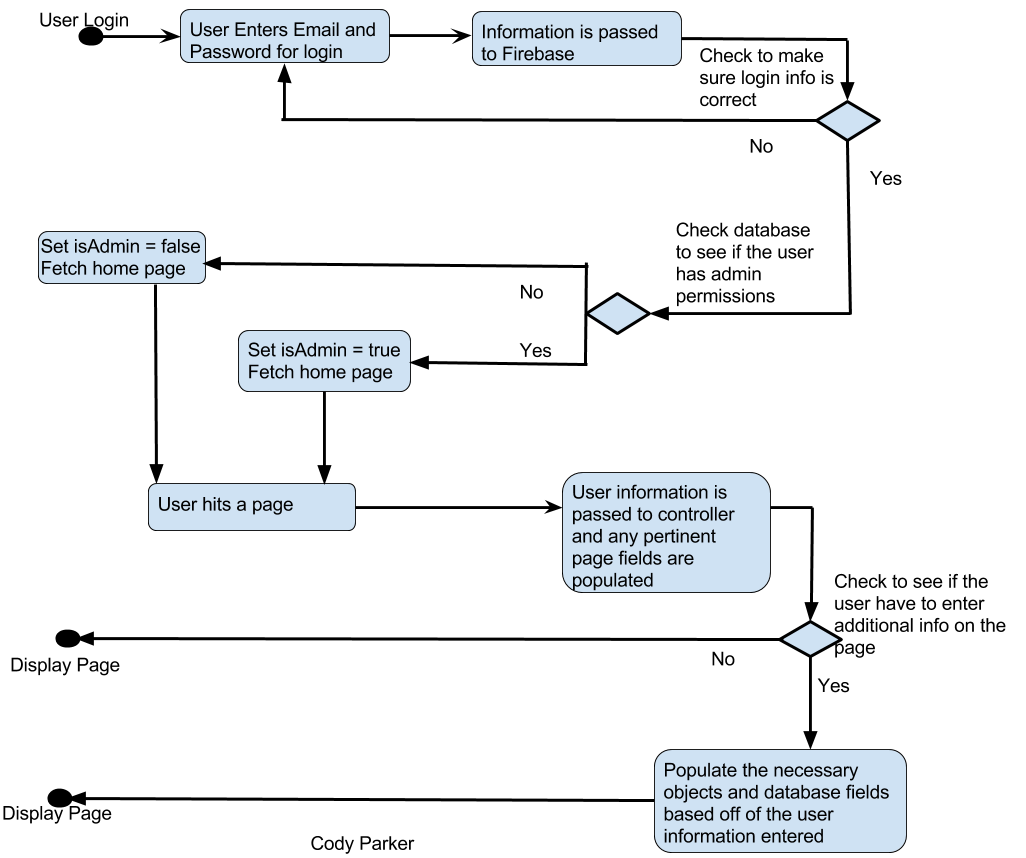 User Login
User Enters Email and
Password for login
Information is passed
to Firebase
Check to make
sure login info is
correct
No
Yes
Check database
to see if the user
has admin
permissions
Set isAdmin = false
Fetch home page
No
Yes
Set isAdmin = true
Fetch home page
User hits a page
User information is
passed to controller
and any pertinent
page fields are
populated
Check to see if the
user have to enter
additional info on the
page
No
Display Page
Yes
Populate the necessary
objects and database fields
based off of the user
information entered
Display Page
Cody Parker